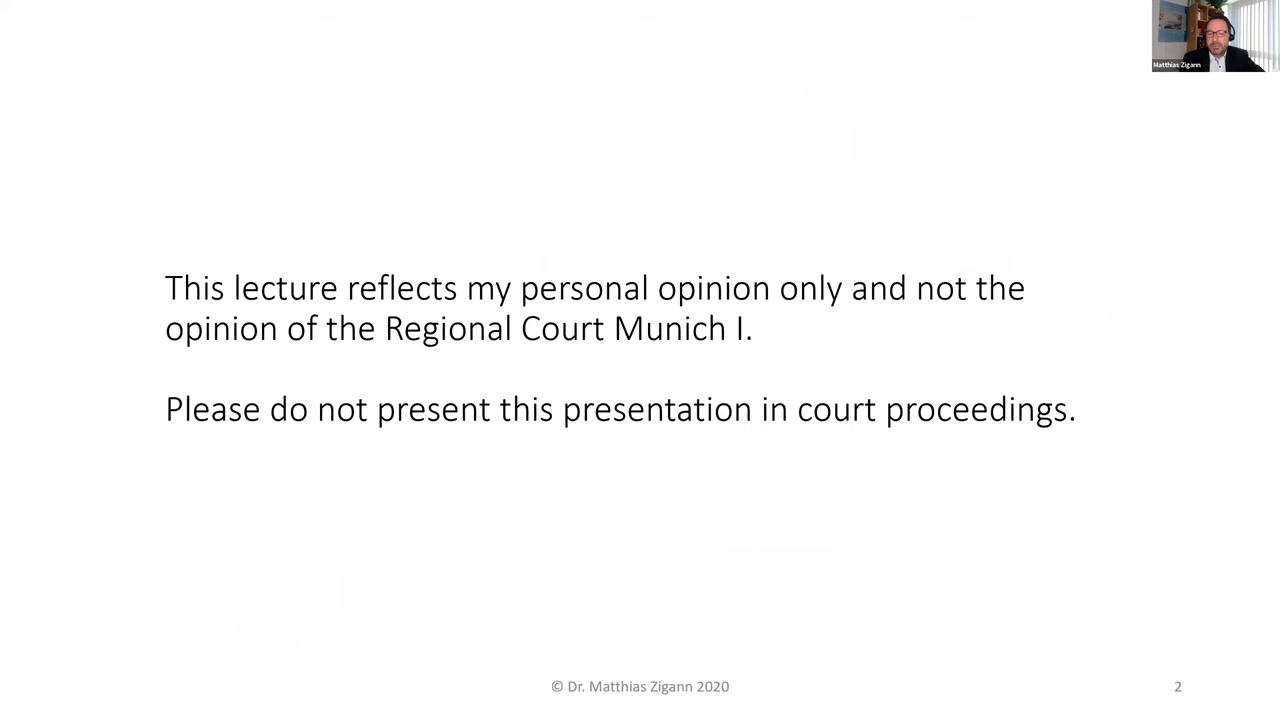 Matthias Zigann
This lecture reflects my personal opinion only and not the
opinion of the Regional Court Munich I.
Please do not present this presentation in court proceedings.
© Dr. Matthias Zigann 2020
2